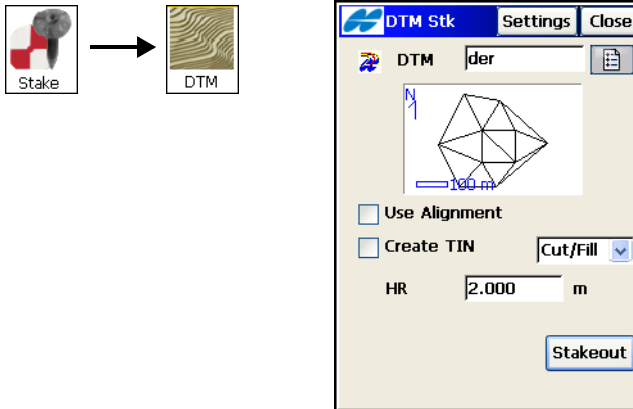 Stake
DTM
DTM Stk Settings Close
DTM der
N
100 m
Use Alignment
Create TIN Cut/Fill
HR 2.000 m
Stakeout